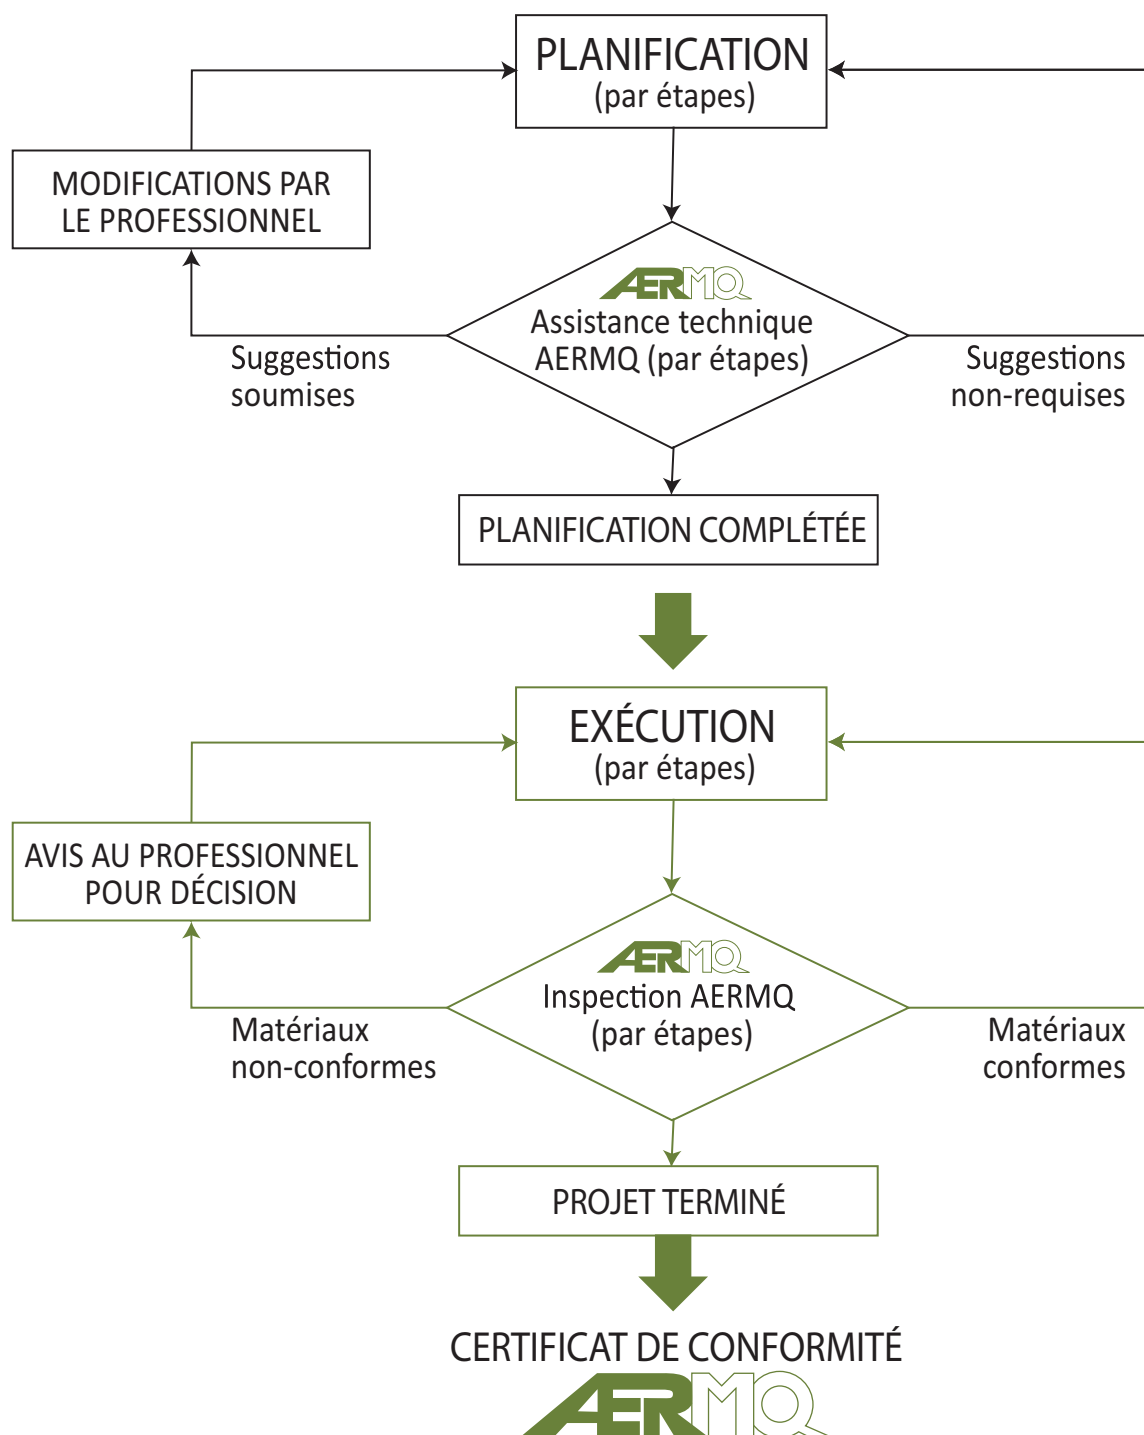 PLANIFICATION
(par étapes)
MODIFICATIONS PAR
LE PROFESSIONNEL
AERMQ
Assistance technique
AERMQ (par étapes)
Suggestions
soumises
Suggestions
non-requises
PLANIFICATION COMPLÉTÉE
EXÉCUTION
(par étapes)
AVIS AU PROFESSIONNEL
POUR DÉCISION
AERMQ
Inspection AERMQ
(par étapes)
Matériaux
non-conformes
Matériaux
conformes
PROJET TERMINÉ
CERTIFICAT DE CONFORMITÉ
AERMQ